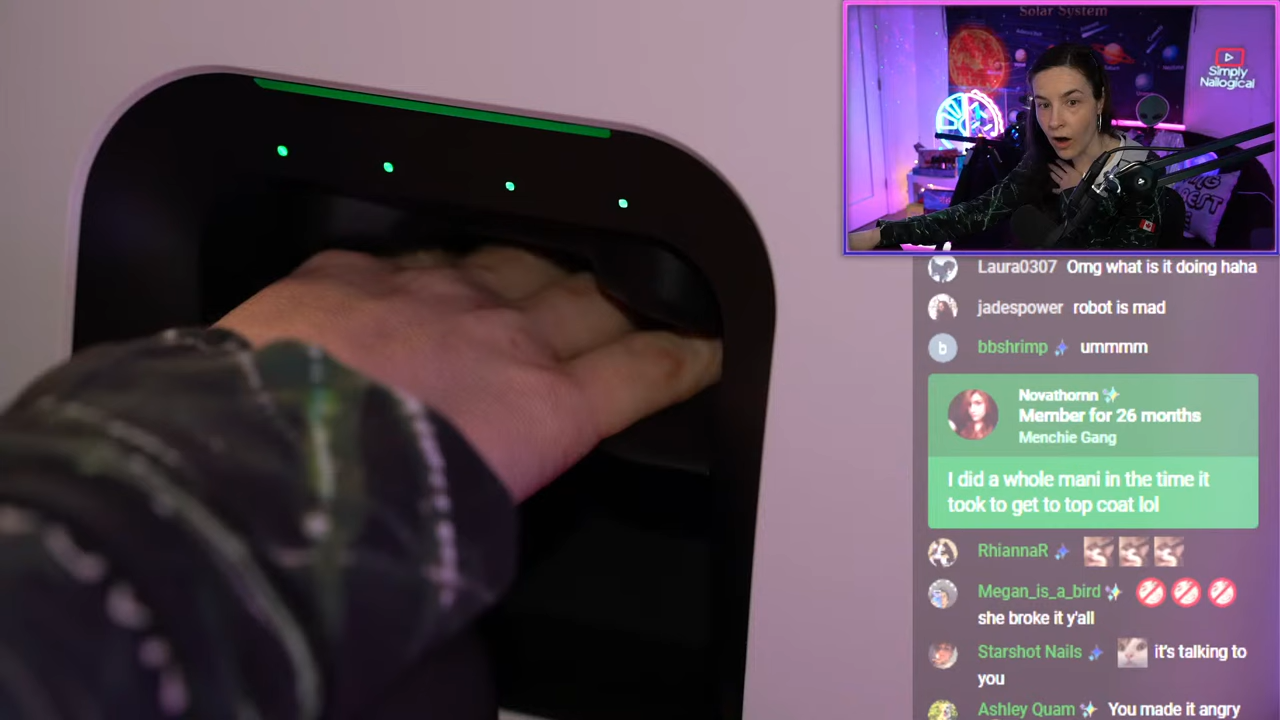 Solar System
Simply
Nailogical
Laura0307 Omg what is it doing haha
jadespower robot is mad
b bbshrimp ummmm
Novathornn
Member for 26 months
Menchie Gang
I did a whole mani in the time it
took to get to top coat lol
RhiannaR
Megan_is_a_bird
she broke it y'all
Starshot Nails it's talking to
you
Ashley Quam You made it angry